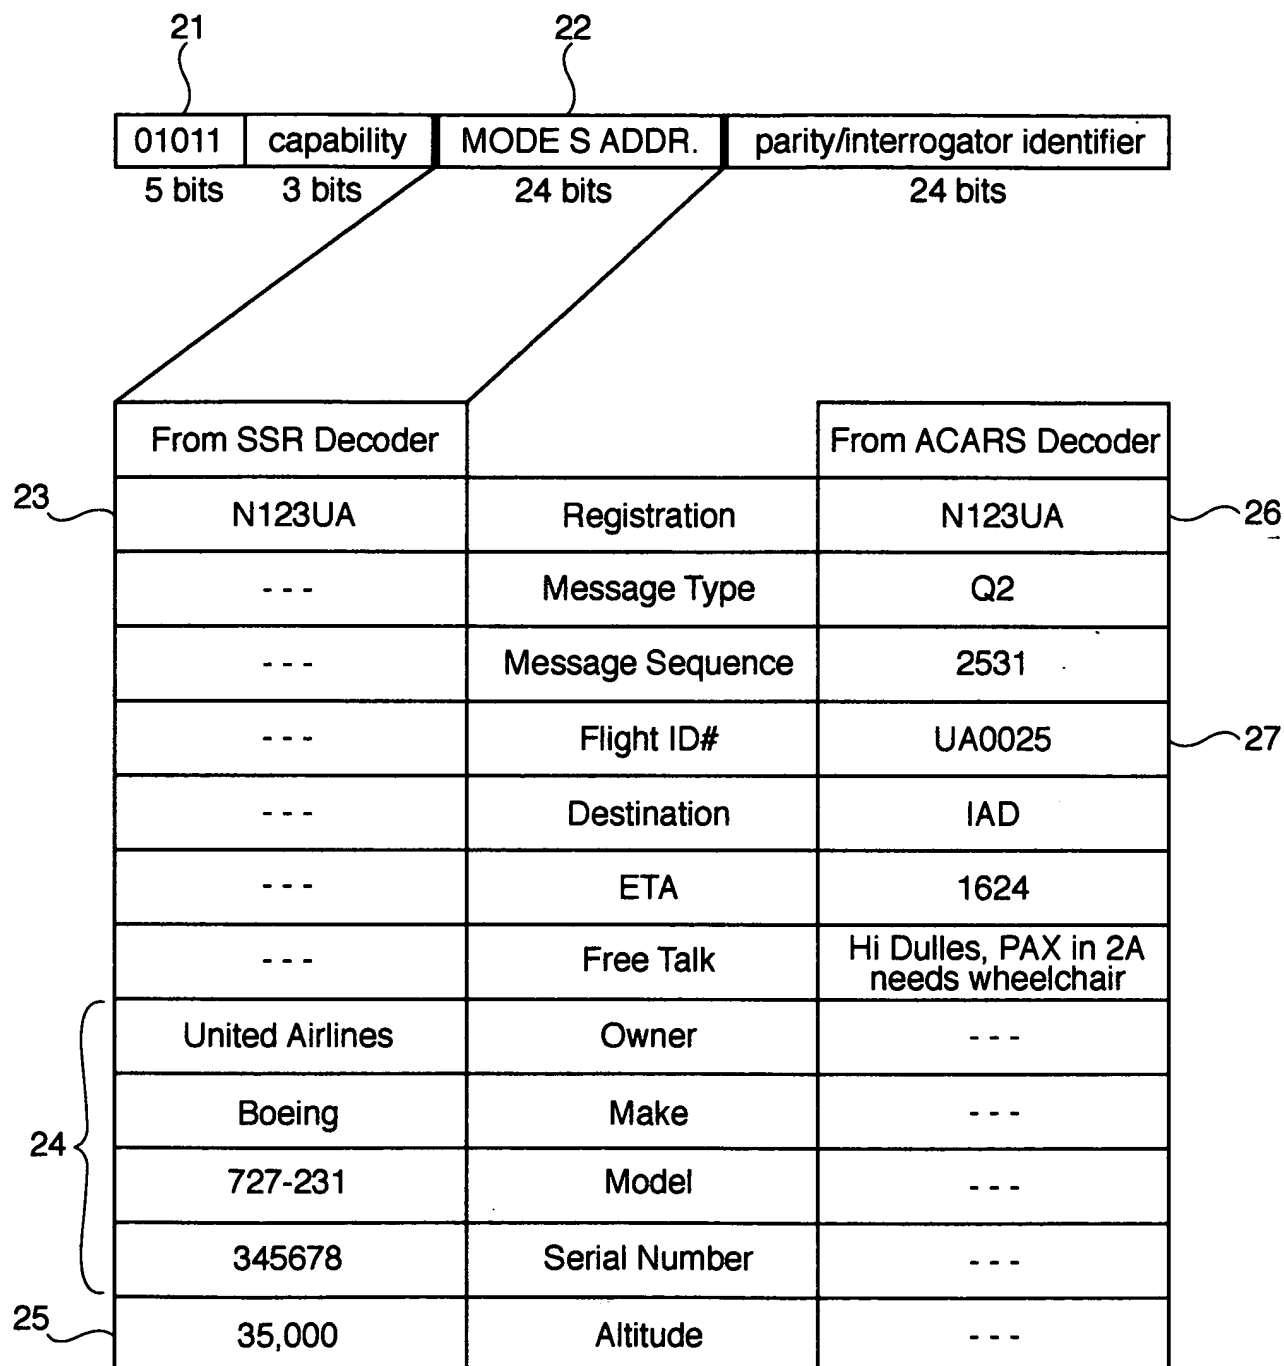 21 22
01011 capability MODE S ADDR. parity/interrogator identifier
5 bits 3 bits 24 bits 24 bits
From SSR Decoder From ACARS Decoder
23 N123UA Registration N123UA 26
- - - Message Type Q2
- - - Message Sequence 2531
- - - Flight ID# UA0025 27
- - - Destination IAD
- - - ETA 1624
- - - Free Talk Hi Dulles, PAX in 2A
needs wheelchair
United Airlines Owner - - -
Boeing Make - - -
24 727-231 Model - - -
345678 Serial Number - - -
25 35,000 Altitude - - -